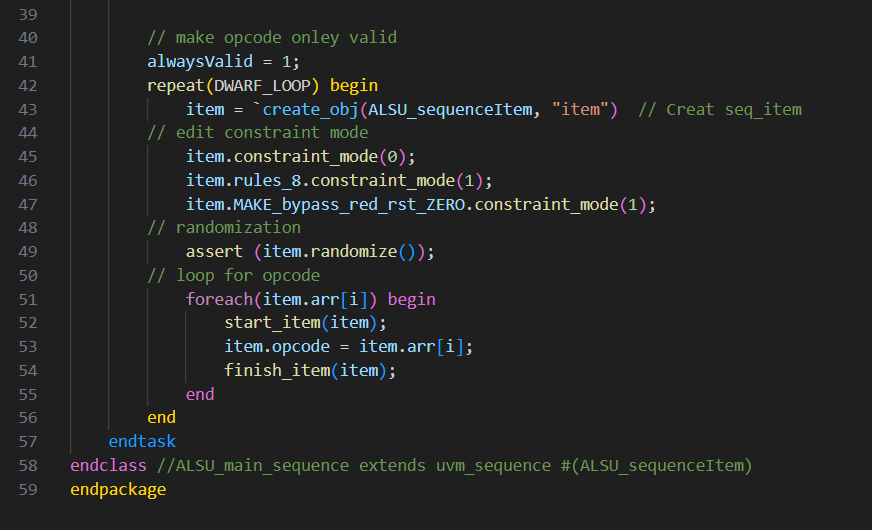 39
40 // make opcode onley valid
41 alwaysValid = 1;
42 repeat(DWARF_LOOP) begin
43 item = `create_obj(ALSU_sequenceItem, "item") // Creat seq_item
44 // edit constraint mode
45 item.constraint_mode(0);
46 item.rules_8.constraint_mode(1);
47 item.MAKE_bypass_red_rst_ZERO.constraint_mode(1);
48 // randomization
49 assert (item.randomize());
50 // loop for opcode
51 foreach(item.arr[i]) begin
52 start_item(item);
53 item.opcode = item.arr[i];
54 finish_item(item);
55 end
56 end
57 endtask
58 endclass //ALSU_main_sequence extends uvm_sequence #(ALSU_sequenceItem)
59 endpackage